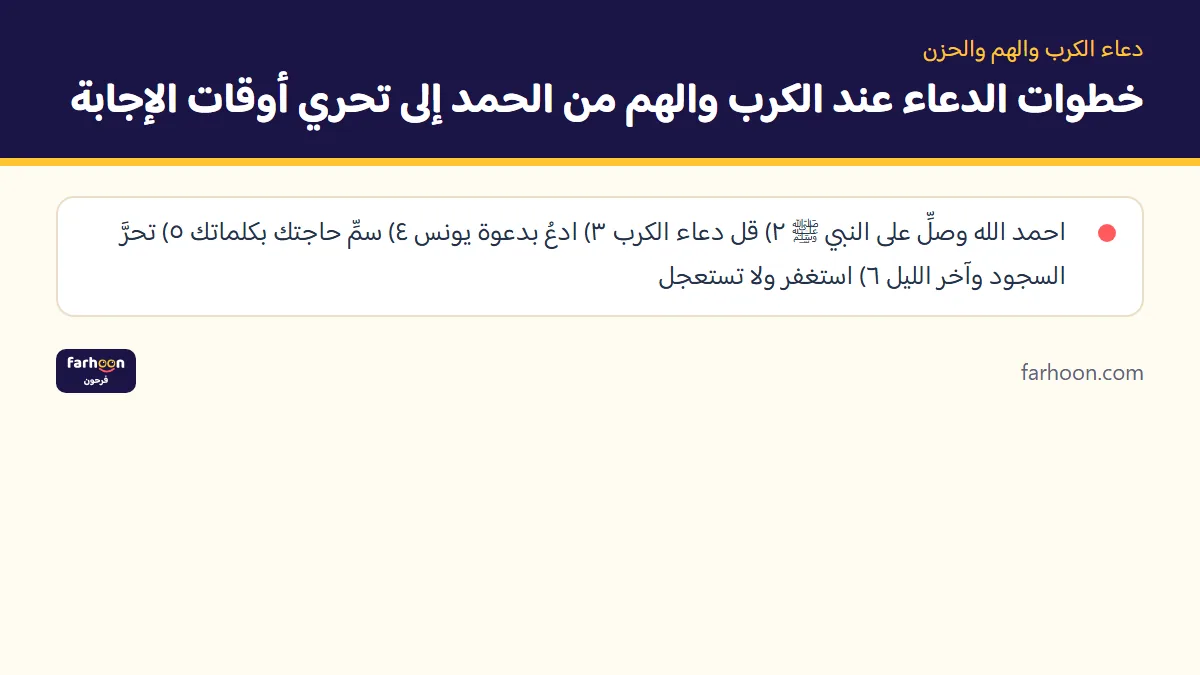 دعاء الكرب والهم والحزن
خطوات الدعاء عند الكرب والهم من الحمد إلى تحري أوقات الإجابة
احمد الله وصلِّ على النبي ﷺ ٢) قل دعاء الكرب ٣) ادعُ بدعوة يونس ٤) سمِّ حاجتك بكلماتك ٥) تحرَّ
السجود وآخر الليل ٦) استغفر ولا تستعجل
farhoon.com
farhoon
فرحون